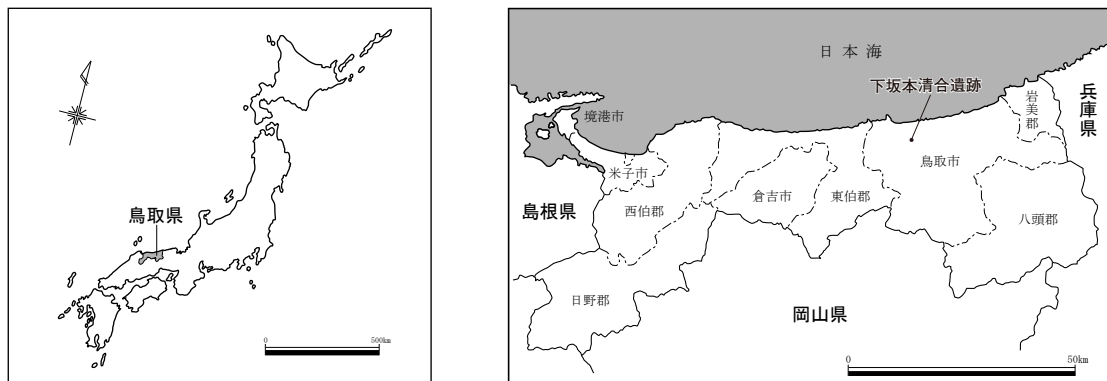 鳥取県
0
500km
日本海
下坂本清合遺跡
兵庫県
岩美郡
境港市
米子市
鳥取市
島根県
西伯郡
倉吉市
東伯郡
八頭郡
日野郡
岡山県
0
50km